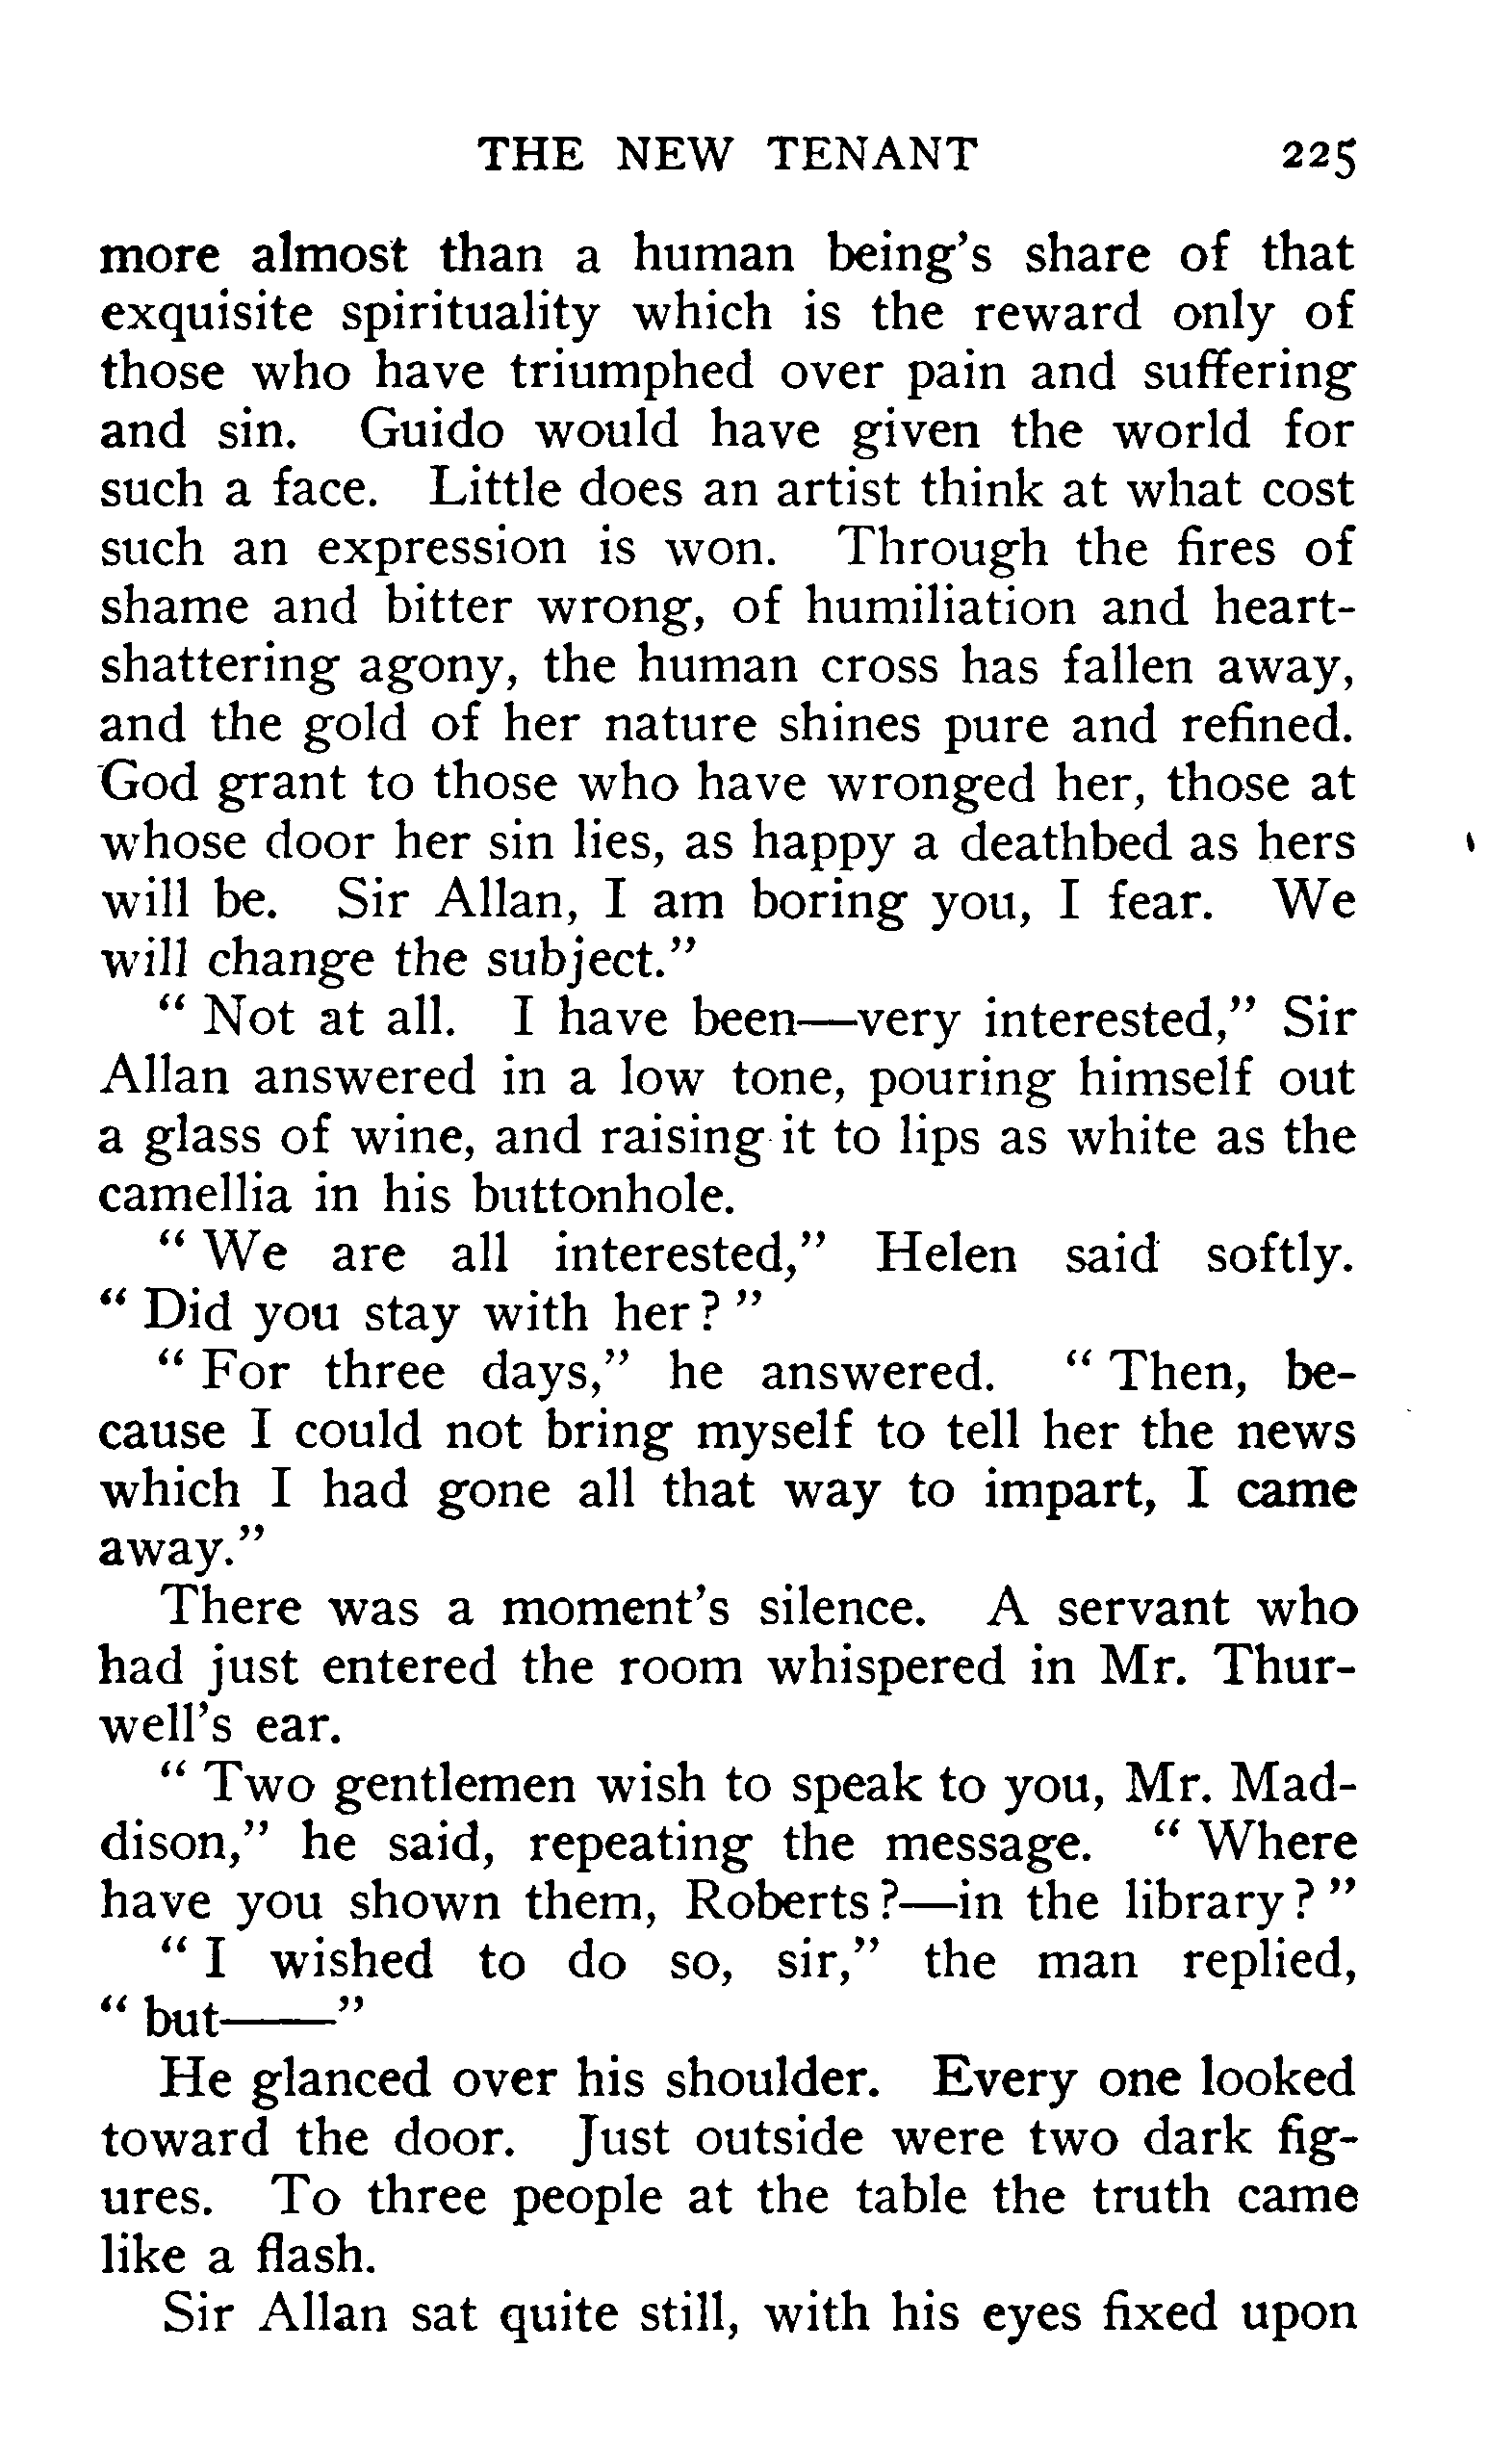 THE NEW TENANT 225
more almost than a human being's share of that
exquisite spirituality which is the reward only of
those who have triumphed over pain and suffering
and sin. Guido would have given the world for
such a face. Little does an artist think at what cost
such an expression is won. Through the fires of
shame and bitter wrong, of humiliation and heart-
shattering agony, the human cross has fallen away,
and the gold of her nature shines pure and refined.
God grant to those who have wronged her, those at
whose door her sin lies, as happy a deathbed as hers
will be. Sir Allan, I am boring you, I fear. We
will change the subject."
"Not at all. I have been—very interested," Sir
Allan answered in a low tone, pouring himself out
a glass of wine, and raising it to lips as white as the
camellia in his buttonhole.
"We are all interested," Helen said softly.
"Did you stay with her?"
"For three days," he answered. "Then, be-
cause I could not bring myself to tell her the news
which I had gone all that way to impart, I came
away."
There was a moment's silence. A servant who
had just entered the room whispered in Mr. Thur-
well's ear.
"Two gentlemen wish to speak to you, Mr. Mad-
dison," he said, repeating the message. "Where
have you shown them, Roberts?—in the library?"
"I wished to do so, sir," the man replied,
"but——"
He glanced over his shoulder. Every one looked
toward the door. Just outside were two dark fig-
ures. To three people at the table the truth came
like a flash.
Sir Allan sat quite still, with his eyes fixed upon